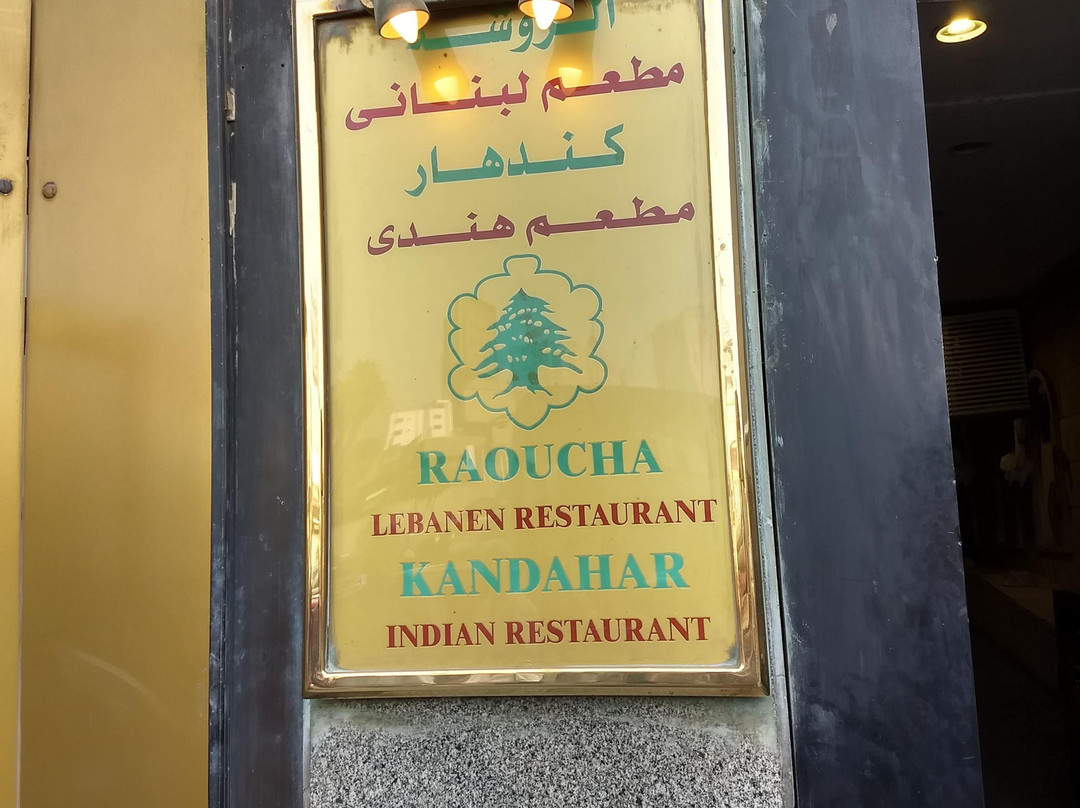 الروشة
مطعم لبنانى
كندهار
مطعم هندى
RAOUCHA
LEBANEN RESTAURANT
KANDAHAR
INDIAN RESTAURANT